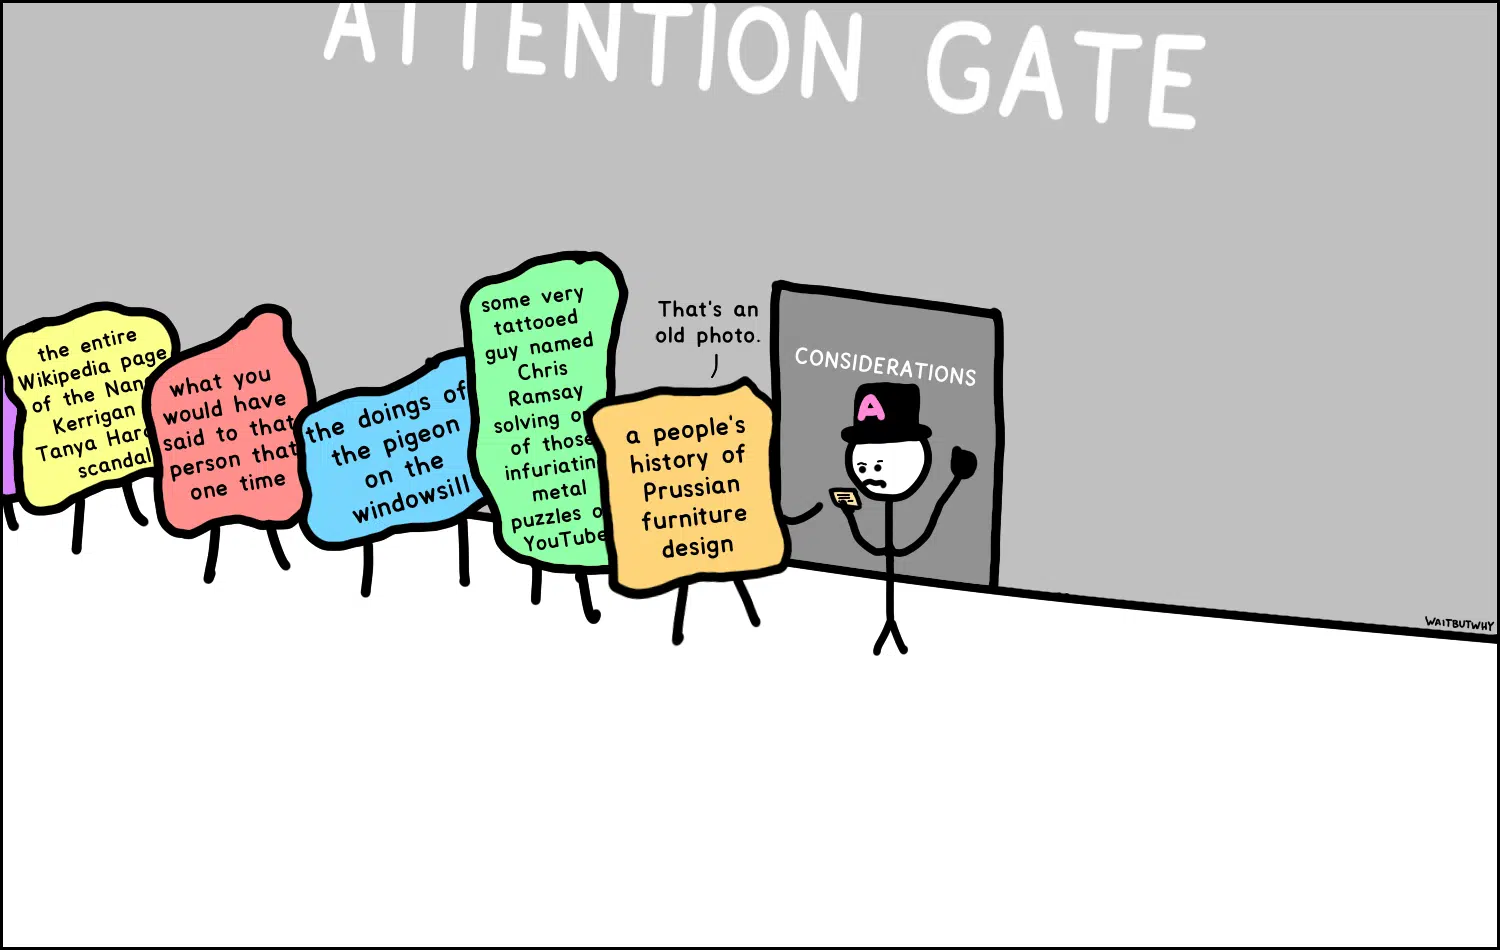 ATTENTION GATE
That's an
old photo.
CONSIDERATIONS
A
the entire
Wikipedia page
of the
Kerrigan
Tanya
scandal
what you
would have
said to that
person that
one time
the doings of
the pigeon
on the
windowsill
some very
tattooed
guy named
Chris
Ramsay
solving
of those
metal
puzzles
YouTube
a people's
history of
Prussian
furniture
design
WAITBUTWHY